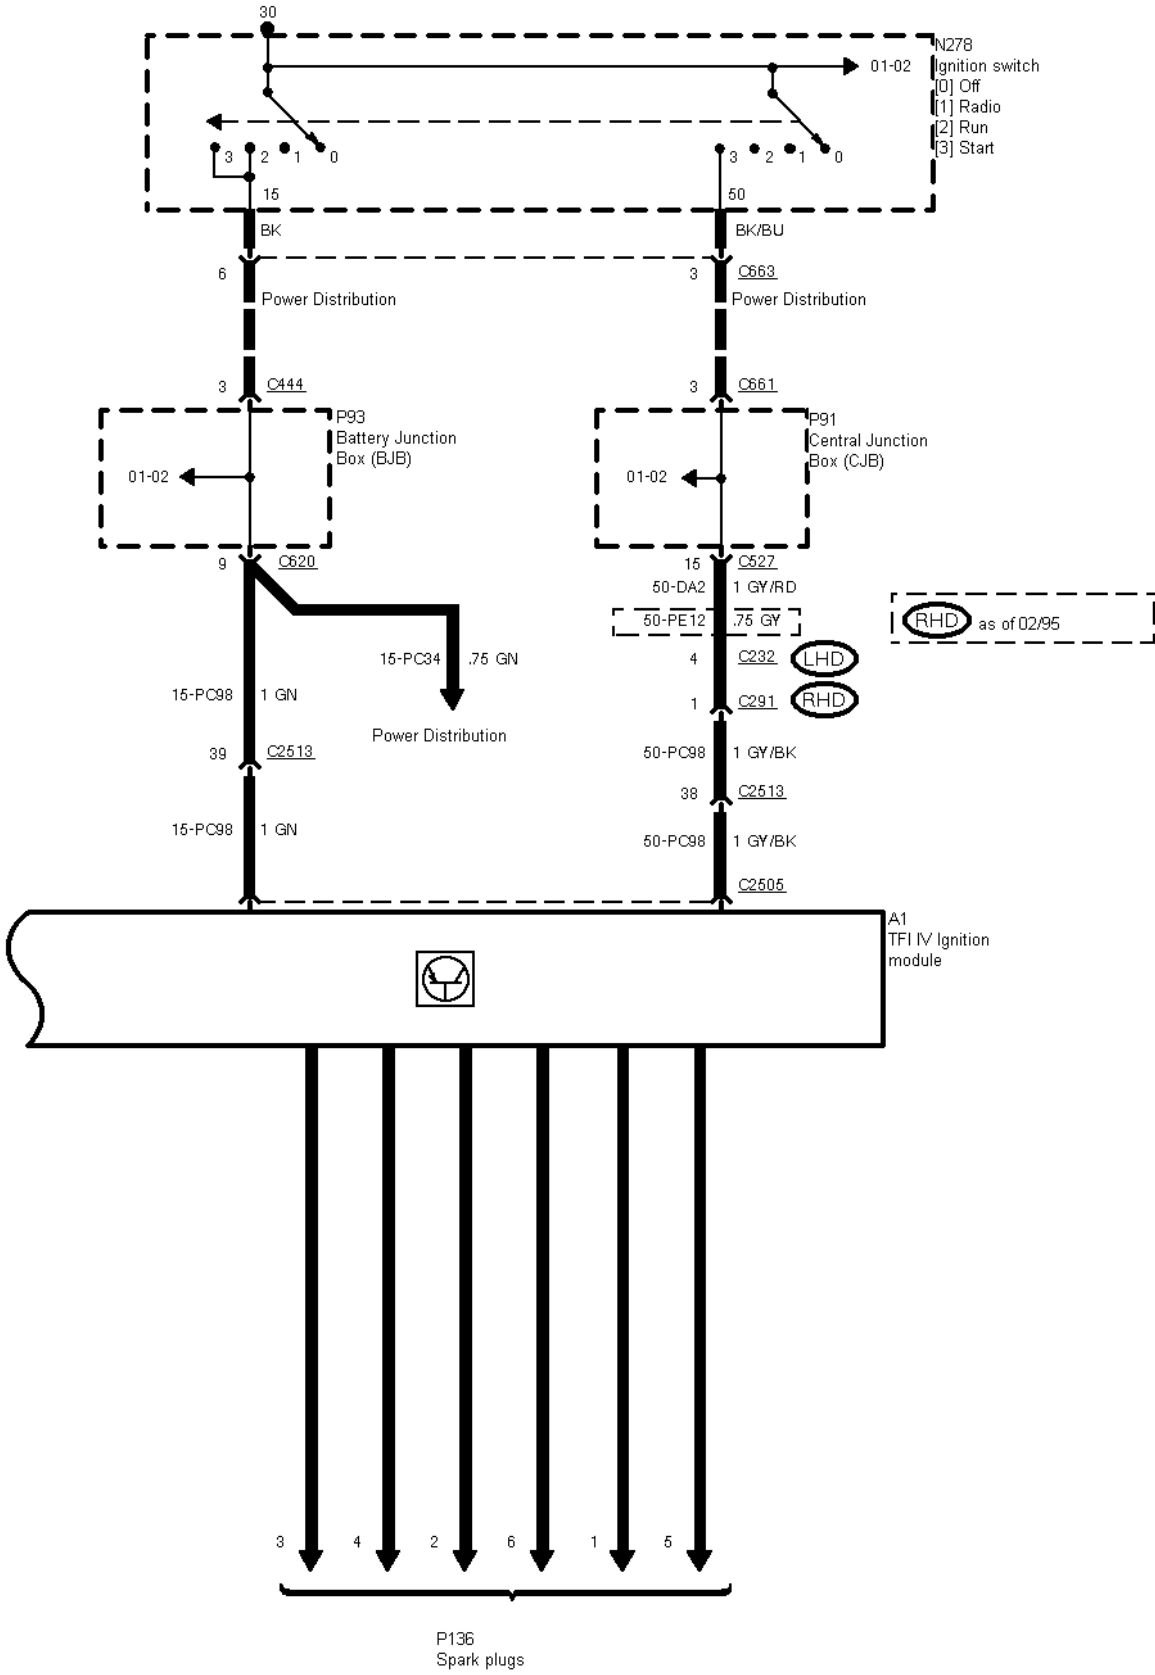 30
N278
Ignition switch
[0] Off
[1] Radio
[2] Run
[3] Start
01-02
3 2 1 0
3 2 1 0
15
50
BK
BK/BU
6
3 C663
Power Distribution
Power Distribution
3 C444
3 C661
P93
Battery Junction
Box (BJB)
01-02
P91
Central Junction
Box (CJB)
01-02
9 C620
15 C527
50-DA2 1 GY/RD
50-PE12 .75 GY
RHD as of 02/95
15-PC34 .75 GN
4 C232 LHD
15-PC98 1 GN
1 C291 RHD
Power Distribution
39 C2513
50-PC98 1 GY/BK
38 C2513
15-PC98 1 GN
50-PC98 1 GY/BK
C2505
A1
TFI IV Ignition
module
3 4 2 6 1 5
P136
Spark plugs